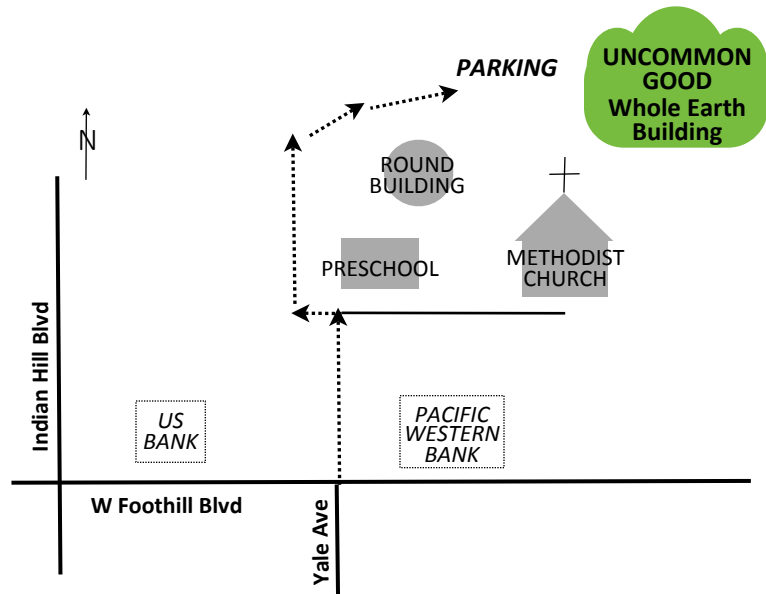 PARKING
UNCOMMON
GOOD
Whole Earth
Building
N
ROUND
BUILDING
PRESCHOOL
METHODIST
CHURCH
Indian Hill Blvd
US
BANK
PACIFIC
WESTERN
BANK
W Foothill Blvd
Yale Ave